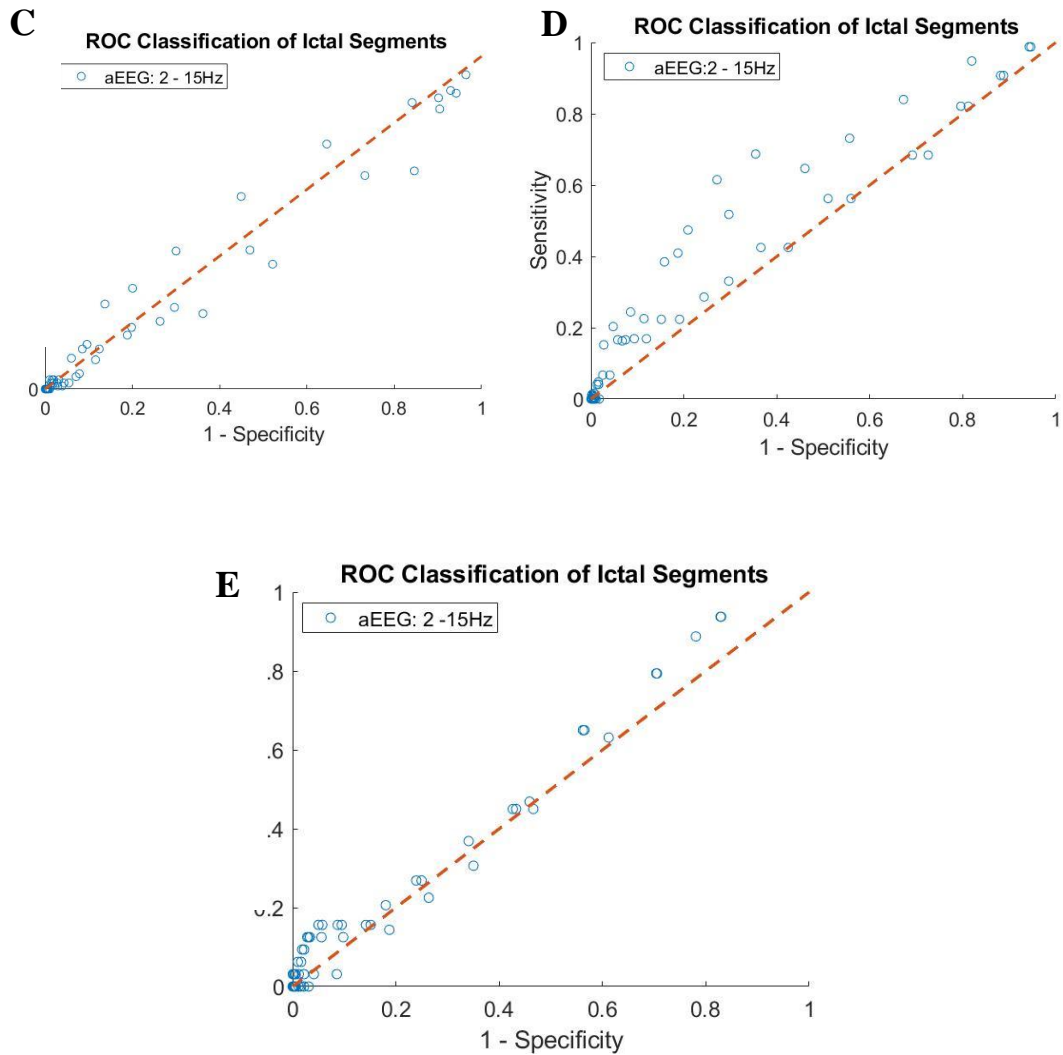 C
ROC Classification of Ictal Segments
aEEG: 2 - 15Hz
0
0 0.2 0.4 0.6 0.8 1
1 - Specificity
D
ROC Classification of Ictal Segments
aEEG:2 - 15Hz
1
0.8
0.6
0.4
0.2
0
Sensitivity
0 0.2 0.4 0.6 0.8 1
1 - Specificity
E
ROC Classification of Ictal Segments
aEEG: 2 -15Hz
1
.8
.6
.4
.2
0
0 0.2 0.4 0.6 0.8 1
1 - Specificity